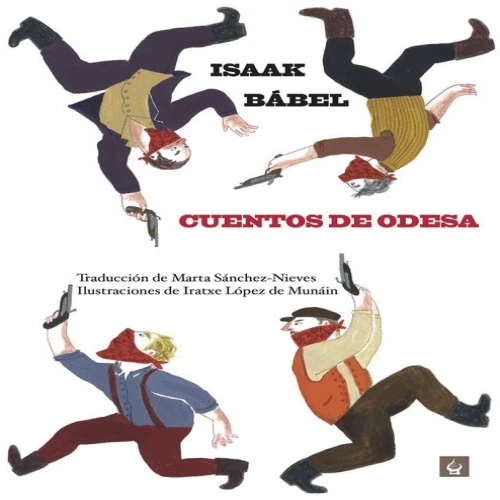 ISAAK
BÁBEL
CUENTOS DE ODESA
Traducción de Marta Sánchez-Nieves
Ilustraciones de Iratxe López de Munáin